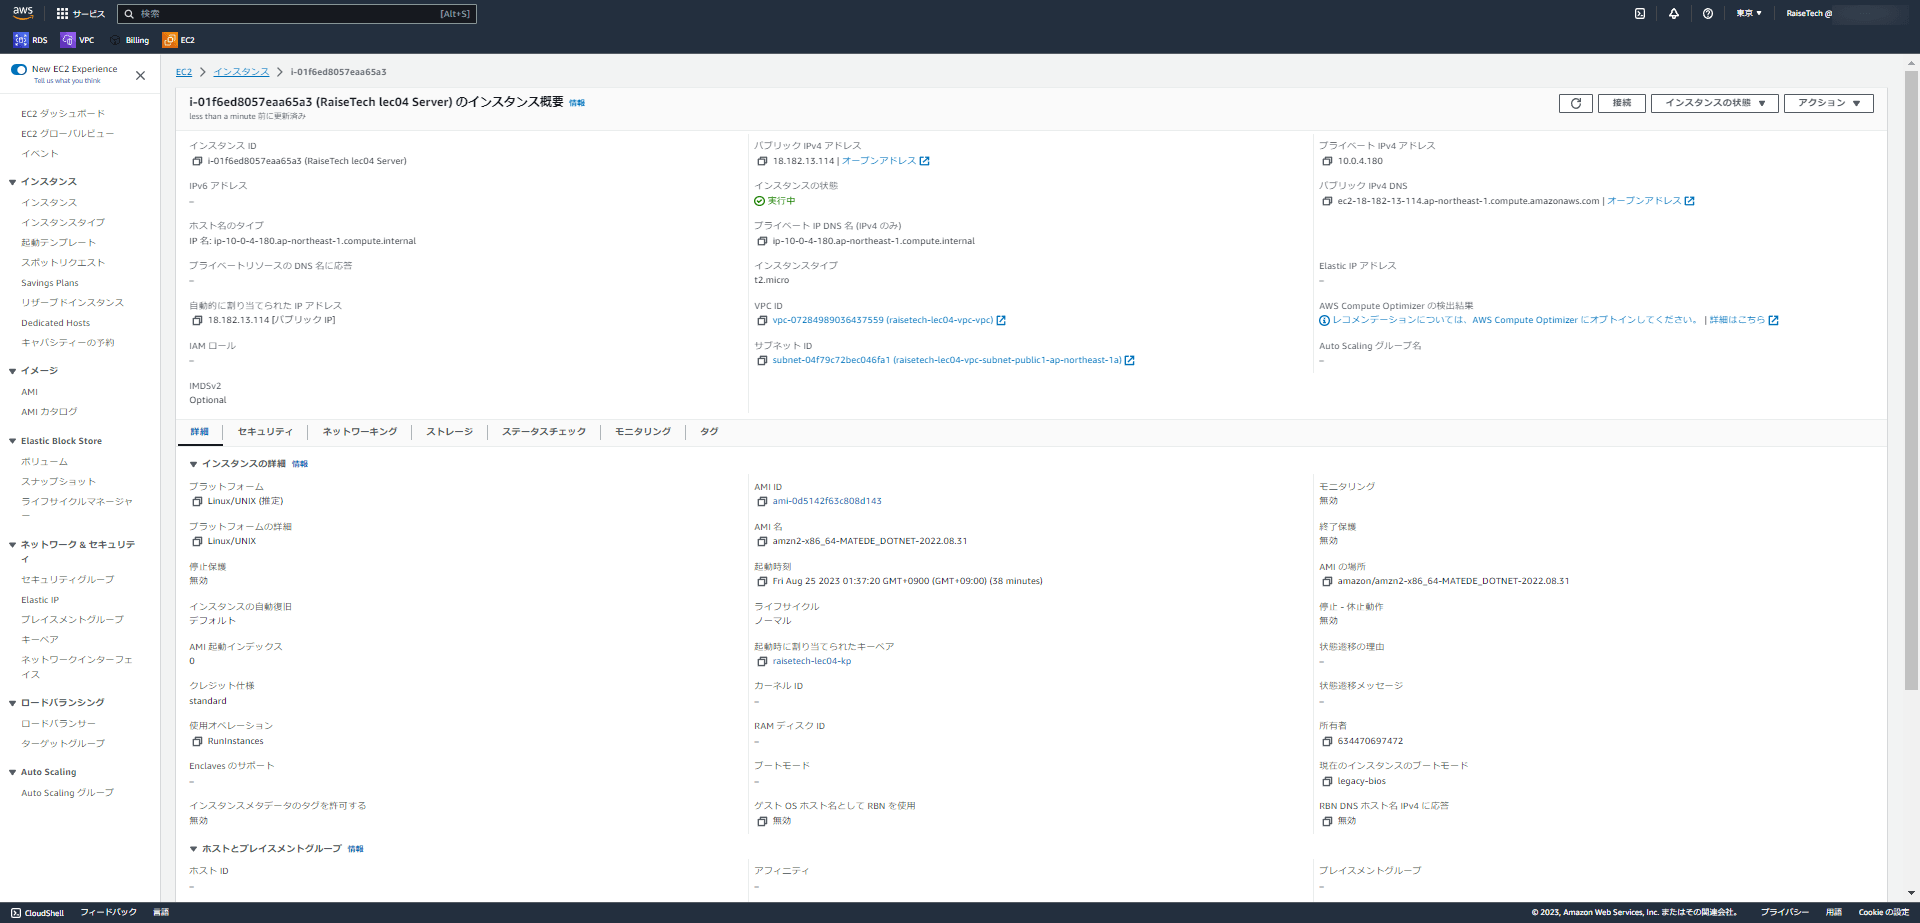 aws
サービス
検索
[Alt+S]
東京 ▼
RaiseTech @
RDS
VPC
Billing
EC2
New EC2 Experience
Tell us what you think
EC2 ダッシュボード
EC2 グローバルビュー
イベント
▼ インスタンス
インスタンス
インスタンスタイプ
起動テンプレート
スポットリクエスト
Savings Plans
リザーブドインスタンス
Dedicated Hosts
キャパシティーの予約
▼ イメージ
AMI
AMI カタログ
▼ Elastic Block Store
ボリューム
スナップショット
ライフサイクルマネージャ
ー
▼ ネットワーク & セキュリテ
ィ
セキュリティグループ
Elastic IP
プレイスメントグループ
キーペア
ネットワークインターフェ
イス
▼ ロードバランシング
ロードバランサー
ターゲットグループ
▼ Auto Scaling
Auto Scaling グループ
EC2 > インスタンス > i-01f6ed8057eaa65a3
i-01f6ed8057eaa65a3 (RaiseTech lec04 Server) のインスタンス概要 情報
less than a minute 前に更新済み
接続
インスタンスの状態 ▼
アクション ▼
インスタンス ID
i-01f6ed8057eaa65a3 (RaiseTech lec04 Server)
パブリック IPv4 アドレス
18.182.13.114 | オープンアドレス
プライベート IPv4 アドレス
10.0.4.180
IPv6 アドレス
–
インスタンスの状態
実行中
パブリック IPv4 DNS
ec2-18-182-13-114.ap-northeast-1.compute.amazonaws.com | オープンアドレス
ホスト名のタイプ
IP 名: ip-10-0-4-180.ap-northeast-1.compute.internal
プライベート IP DNS 名 (IPv4 のみ)
ip-10-0-4-180.ap-northeast-1.compute.internal
プライベートリソースの DNS 名に応答
–
インスタンスタイプ
t2.micro
Elastic IP アドレス
–
自動的に割り当てられた IP アドレス
18.182.13.114 [パブリック IP]
VPC ID
vpc-07284989036437559 (raisetech-lec04-vpc-vpc)
AWS Compute Optimizer の検出結果
レコメンデーションについては、AWS Compute Optimizer にオプトインしてください。 | 詳細はこちら
IAM ロール
–
サブネット ID
subnet-04f79c72bec046fa1 (raisetech-lec04-vpc-subnet-public1-ap-northeast-1a)
Auto Scaling グループ名
–
IMDSv2
Optional
詳細
セキュリティ
ネットワーキング
ストレージ
ステータスチェック
モニタリング
タグ
▼ インスタンスの詳細 情報
プラットフォーム
Linux/UNIX (推定)
AMI ID
ami-0d5142f63c808d143
モニタリング
無効
プラットフォームの詳細
Linux/UNIX
AMI 名
amzn2-x86_64-MATEDE_DOTNET-2022.08.31
終了保護
無効
停止保護
無効
起動時刻
Fri Aug 25 2023 01:37:20 GMT+0900 (GMT+09:00) (38 minutes)
AMI の場所
amazon/amzn2-x86_64-MATEDE_DOTNET-2022.08.31
インスタンスの自動復旧
デフォルト
ライフサイクル
ノーマル
停止 - 休止動作
無効
AMI 起動インデックス
0
起動時に割り当てられたキーペア
raisetech-lec04-kp
状態遷移の理由
–
クレジット仕様
standard
カーネル ID
–
状態遷移メッセージ
–
使用オペレーション
RunInstances
RAM ディスク ID
–
所有者
634470697472
Enclaves のサポート
–
ブートモード
–
現在のインスタンスのブートモード
legacy-bios
インスタンスメタデータのタグを許可する
無効
ゲスト OS ホスト名として RBN を使用
無効
RBN DNS ホスト名 IPv4 に応答
無効
▼ ホストとプレイスメントグループ 情報
ホスト ID
–
アフィニティ
–
プレイスメントグループ
–
CloudShell
フィードバック
言語
© 2023, Amazon Web Services, Inc. またはその関連会社。
プライバシー
用語
Cookie の設定